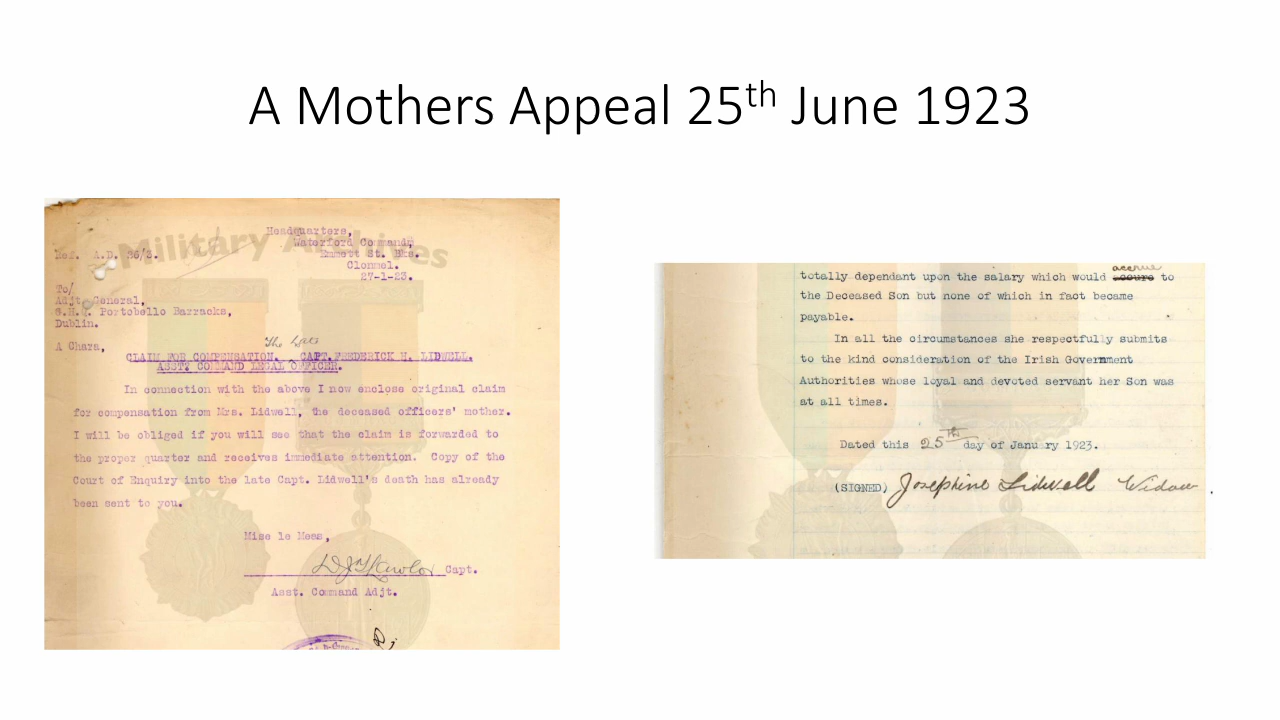 A Mothers Appeal 25th June 1923
Military Archives
Headquarters,
Waterford Command,
Emmett St. Bks.
Clonmel.
27-1-23.
Ref. A.D. 36/3.
To/
Adjt. General,
G.H.Q. Portobello Barracks,
Dublin.
A Chara,
The Late
CLAIM FOR COMPENSATION. CAPT. FREDERICK H. LIDWELL.
ASST. COMMAND LEGAL OFFICER.
In connection with the above I now enclose original claim
for compensation from Mrs. Lidwell, the deceased officers' mother.
I will be obliged if you will see that the claim is forwarded to
the proper quarter and receives immediate attention. Copy of the
Court of Enquiry into the late Capt. Lidwell's death has already
been sent to you.
Mise le Meas,
Capt.
Asst. Command Adjt.
accrue
totally dependant upon the salary which would accure to
the Deceased Son but none of which in fact became
payable.
In all the circumstances she respectfully submits
to the kind consideration of the Irish Government
Authorities whose loyal and devoted servant her Son was
at all times.
Dated this 25th day of Janu ry 1923.
(SIGNED) Josephine Lidwell Widow